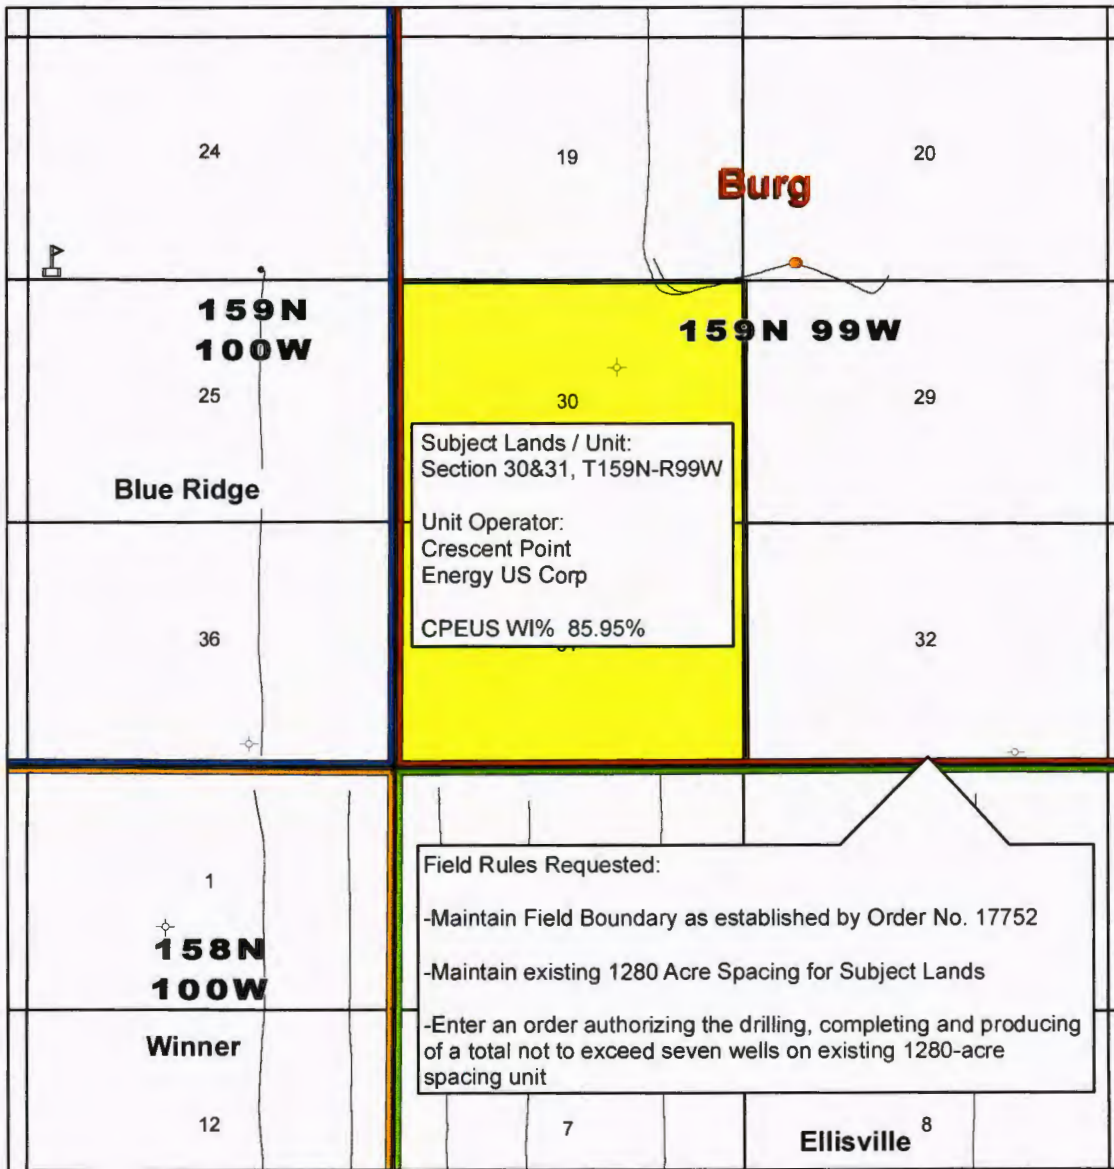 24
19
20
Burg
159N
100W
159N 99W
25
30
29
Subject Lands / Unit:
Section 30&31, T159N-R99W
Unit Operator:
Crescent Point
Energy US Corp
CPEUS WI% 85.95%
Blue Ridge
36
32
1
158N
100W
Winner
12
Field Rules Requested:
-Maintain Field Boundary as established by Order No. 17752
-Maintain existing 1280 Acre Spacing for Subject Lands
-Enter an order authorizing the drilling, completing and producing
of a total not to exceed seven wells on existing 1280-acre
spacing unit
7
Ellisville
8